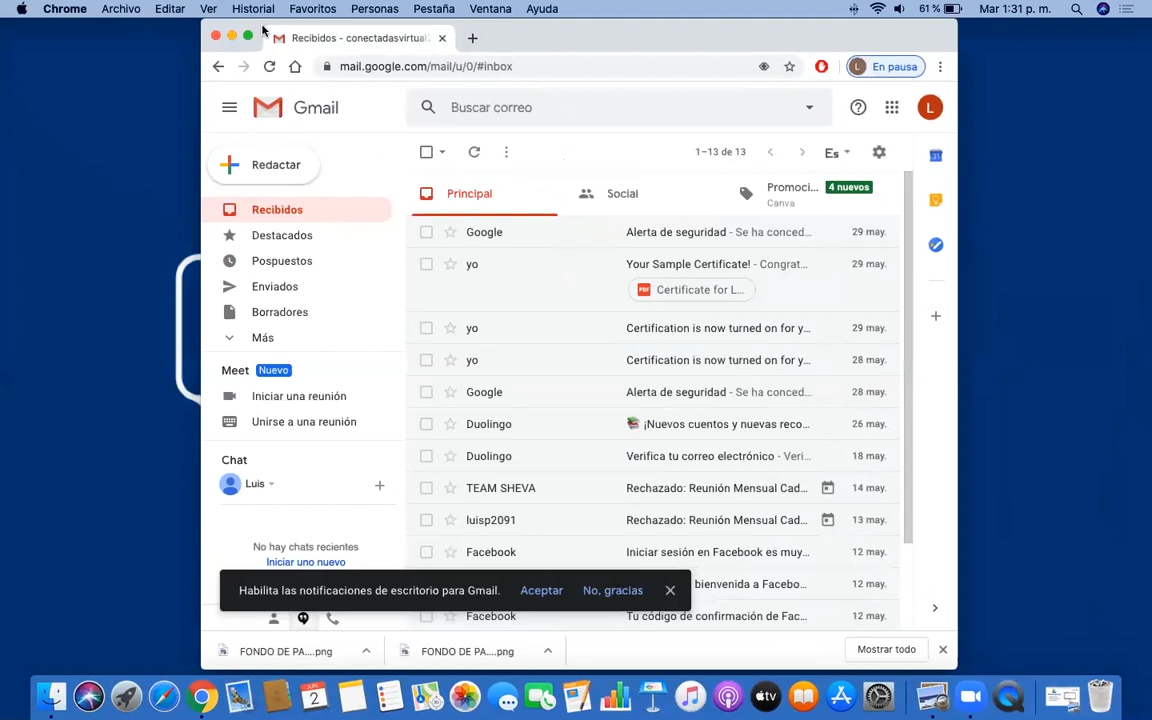 Chrome Archivo Editar Ver Historial Favoritos Personas Pestaña Ventana Ayuda 61 % Mar 1:31 p. m.
Recibidos - conectadasvirtual
mail.google.com/mail/u/0/#inbox
L En pausa
Gmail
Buscar correo
L
Redactar
1–13 de 13
Es
Principal
Social
Promoci... 4 nuevos
Canva
Recibidos
Destacados
Pospuestos
Enviados
Borradores
Más
Meet Nuevo
Iniciar una reunión
Unirse a una reunión
Chat
Luis
No hay chats recientes
Iniciar uno nuevo
Google Alerta de seguridad - Se ha conced... 29 may.
yo Your Sample Certificate! - Congrat... 29 may.
PDF Certificate for L...
yo Certification is now turned on for y... 29 may.
yo Certification is now turned on for y... 28 may.
Google Alerta de seguridad - Se ha conced... 28 may.
Duolingo 📚 ¡Nuevos cuentos y nuevas reco... 26 may.
Duolingo Verifica tu correo electrónico - Veri... 18 may.
TEAM SHEVA Rechazado: Reunión Mensual Cad... 14 may.
luisp2091 Rechazado: Reunión Mensual Cad... 13 may.
Facebook Iniciar sesión en Facebook es muy... 12 may.
bienvenida a Facebo... 12 may.
Facebook Tu código de confirmación de Fac... 12 may.
Habilita las notificaciones de escritorio para Gmail. Aceptar No, gracias
FONDO DE PA....png
FONDO DE PA....png
Mostrar todo
JUN
2
tv